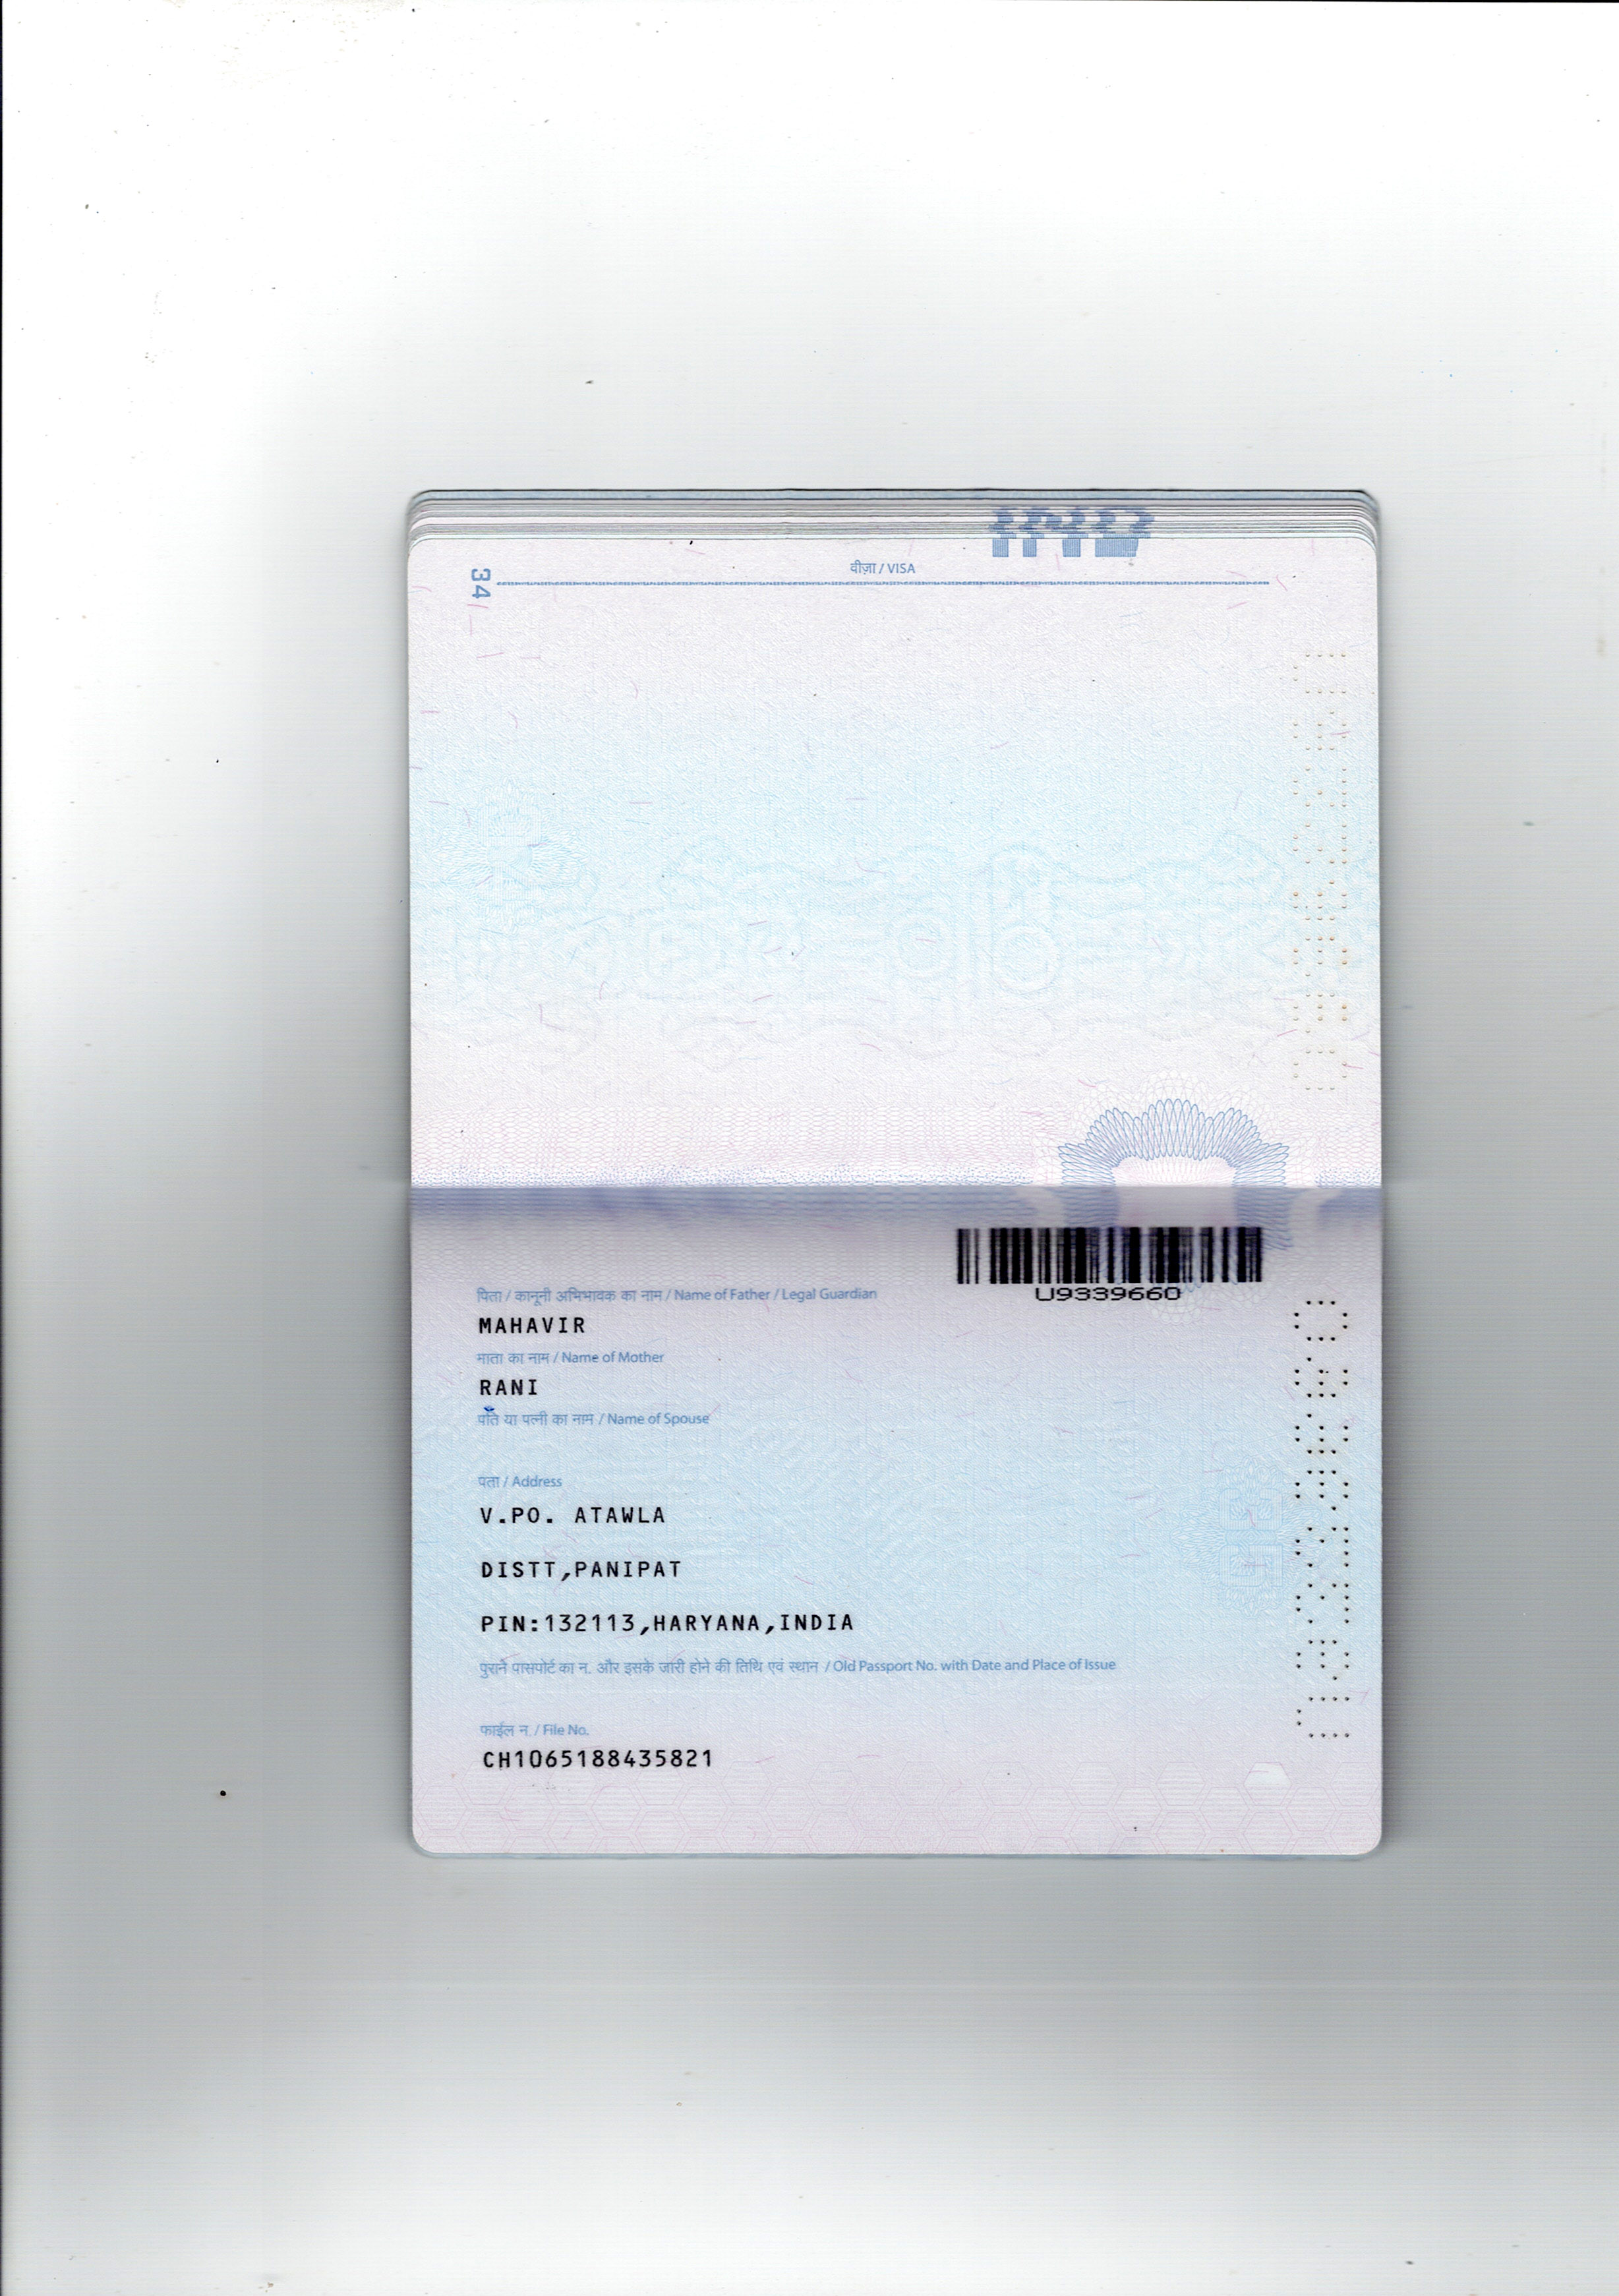 34
वीज़ा / VISA
U9339660
पिता / कानूनी अभिभावक का नाम / Name of Father / Legal Guardian
MAHAVIR
माता का नाम / Name of Mother
RANI
पति या पत्नी का नाम / Name of Spouse
पता / Address
V.PO. ATAWLA
DISTT,PANIPAT
PIN:132113,HARYANA,INDIA
पुराने पासपोर्ट का न. और इसके जारी होने की तिथि एवं स्थान / Old Passport No. with Date and Place of Issue
फाईल न. / File No.
CH1065188435821
U9339660